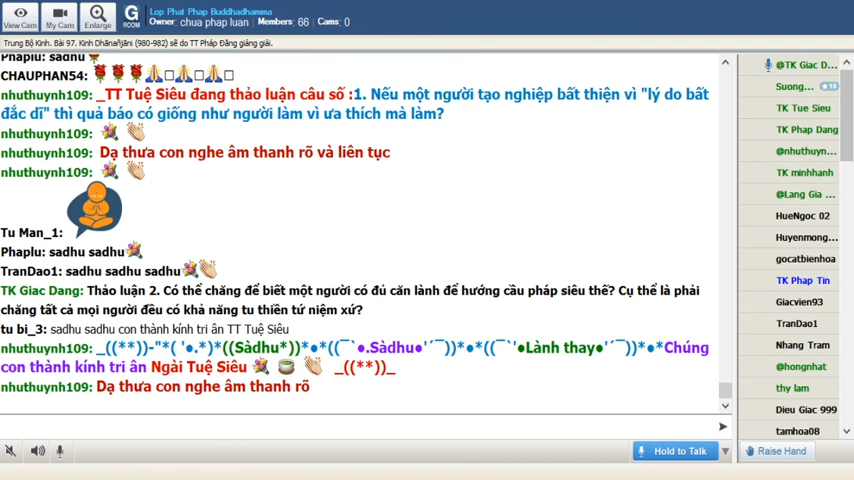 Lop Phat Phap Buddhadhamma
Owner: chua phap luan Members: 66 Cams: 0
View Cam My Cam Enlarge G ROOM
Trung Bộ Kinh. Bài 97. Kinh Dhānañjāni (980-982) sẽ do TT Pháp Đăng giảng giải.
Phaplu: sadhu
CHAUPHAN54:
nhuthuynh109: _TT Tuệ Siêu đang thảo luận câu số :1. Nếu một người tạo nghiệp bất thiện vì "lý do bất
đắc dĩ" thì quả báo có giống như người làm vì ưa thích mà làm?
nhuthuynh109:
nhuthuynh109: Dạ thưa con nghe âm thanh rõ và liên tục
nhuthuynh109:
Tu Man_1:
Phaplu: sadhu sadhu
TranDao1: sadhu sadhu sadhu
TK Giac Dang: Thảo luận 2. Có thể chăng để biết một người có đủ căn lành để hướng cầu pháp siêu thế? Cụ thể là phải
chăng tất cả mọi người đều có khả năng tu thiền tứ niệm xứ?
tu bi_3: sadhu sadhu con thành kính tri ân TT Tuệ Siêu
nhuthuynh109: _((**))-"*( '●.*)*((Sàdhu*))*●*((¯`●.Sàdhu●'´¯))*●*((¯`'●Lành thay●'´¯))*●*Chúng
con thành kính tri ân Ngài Tuệ Siêu _((**))_
nhuthuynh109: Dạ thưa con nghe âm thanh rõ
Hold to Talk
@TK Giac D...
Suong... 10
TK Tue Sieu
TK Phap Dang
@nhuthuyn...
TK minhhanh
@Lang Gia ...
HueNgoc 02
Huyenmong...
gocatbienhoa
TK Phap Tin
Giacvien93
TranDao1
Nhang Tram
@hongnhat
thy lam
Dieu Giac 999
tamhoa08
Raise Hand